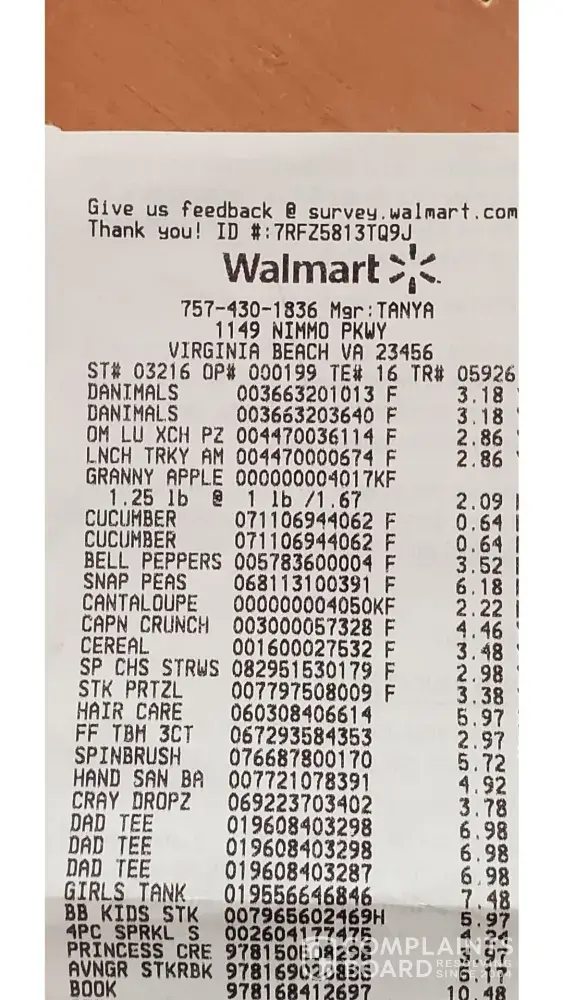 Give us feedback @ survey.walmart.com
Thank you! ID #:7RFZ5813TQ9J
Walmart
757-430-1836 Mgr:TANYA
1149 NIMMO PKWY
VIRGINIA BEACH VA 23456
ST# 03216 OP# 000199 TE# 16 TR# 05926
DANIMALS 003663201013 F 3.18
DANIMALS 003663203640 F 3.18
OM LU XCH PZ 004470036114 F 2.86
LNCH TRKY AM 004470000674 F 2.86
GRANNY APPLE 000000004017KF
1.25 lb @ 1 lb /1.67 2.09
CUCUMBER 071106944062 F 0.64
CUCUMBER 071106944062 F 0.64
BELL PEPPERS 005783600004 F 3.52
SNAP PEAS 068113100391 F 6.18
CANTALOUPE 000000004050KF 2.22
CAPN CRUNCH 003000057328 F 4.46
CEREAL 001600027532 F 3.48
SP CHS STRWS 082951530179 F 2.98
STK PRTZL 007797508009 F 3.38
HAIR CARE 060308406614 5.97
FF TBM 3CT 067293584353 2.97
SPINBRUSH 076687800170 5.72
HAND SAN BA 007721078391 4.92
CRAY DROPZ 069223703402 3.78
DAD TEE 019608403298 6.98
DAD TEE 019608403298 6.98
DAD TEE 019608403287 6.98
GIRLS TANK 019556646846 7.48
BB KIDS STK 007965602469H 5.97
4PC SPRKL S 002604177475
PRINCESS CRE
AVNGR STKRBK
BOOK 978168412697 10.48
COMPLAINTS
BOARD RESOLVING
SINCE 2004